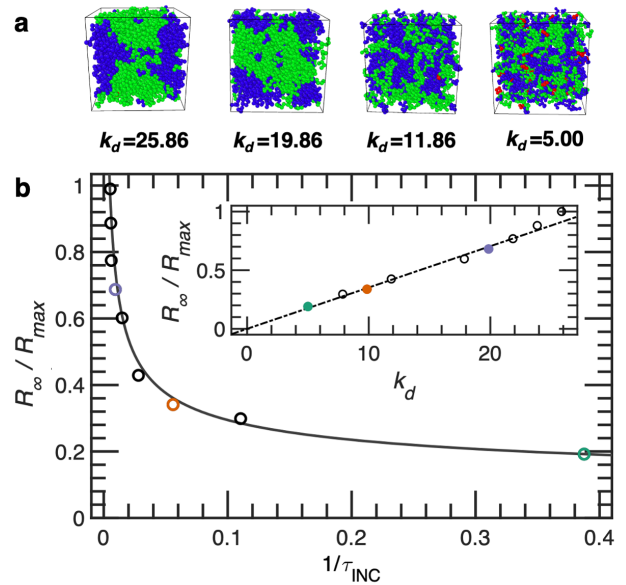 a
k_d=25.86 k_d=19.86 k_d=11.86 k_d=5.00
b
1
0.8
0.6
0.4
0.2
0
R_∞ / R_max
0 0.1 0.2 0.3 0.4
1/τ_INC
1
0.5
0
R_∞ / R_max
0 10 20
k_d